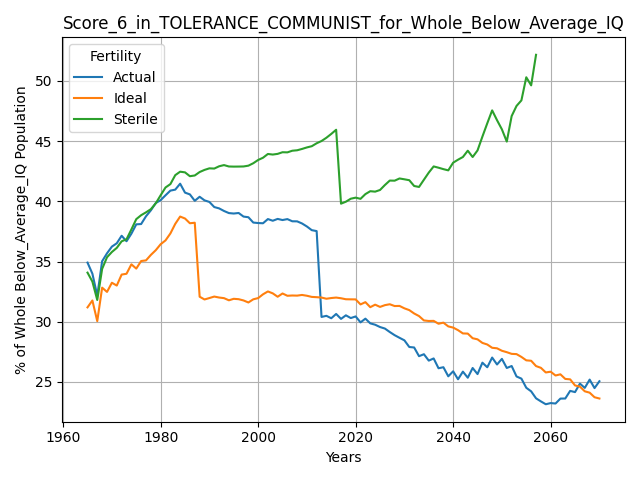 Score_6_in_TOLERANCE_COMMUNIST_for_Whole_Below_Average_IQ
Fertility
Actual
Ideal
Sterile
% of Whole Below_Average_IQ Population
50
45
40
35
30
25
1960
1980
2000
2020
2040
2060
Years